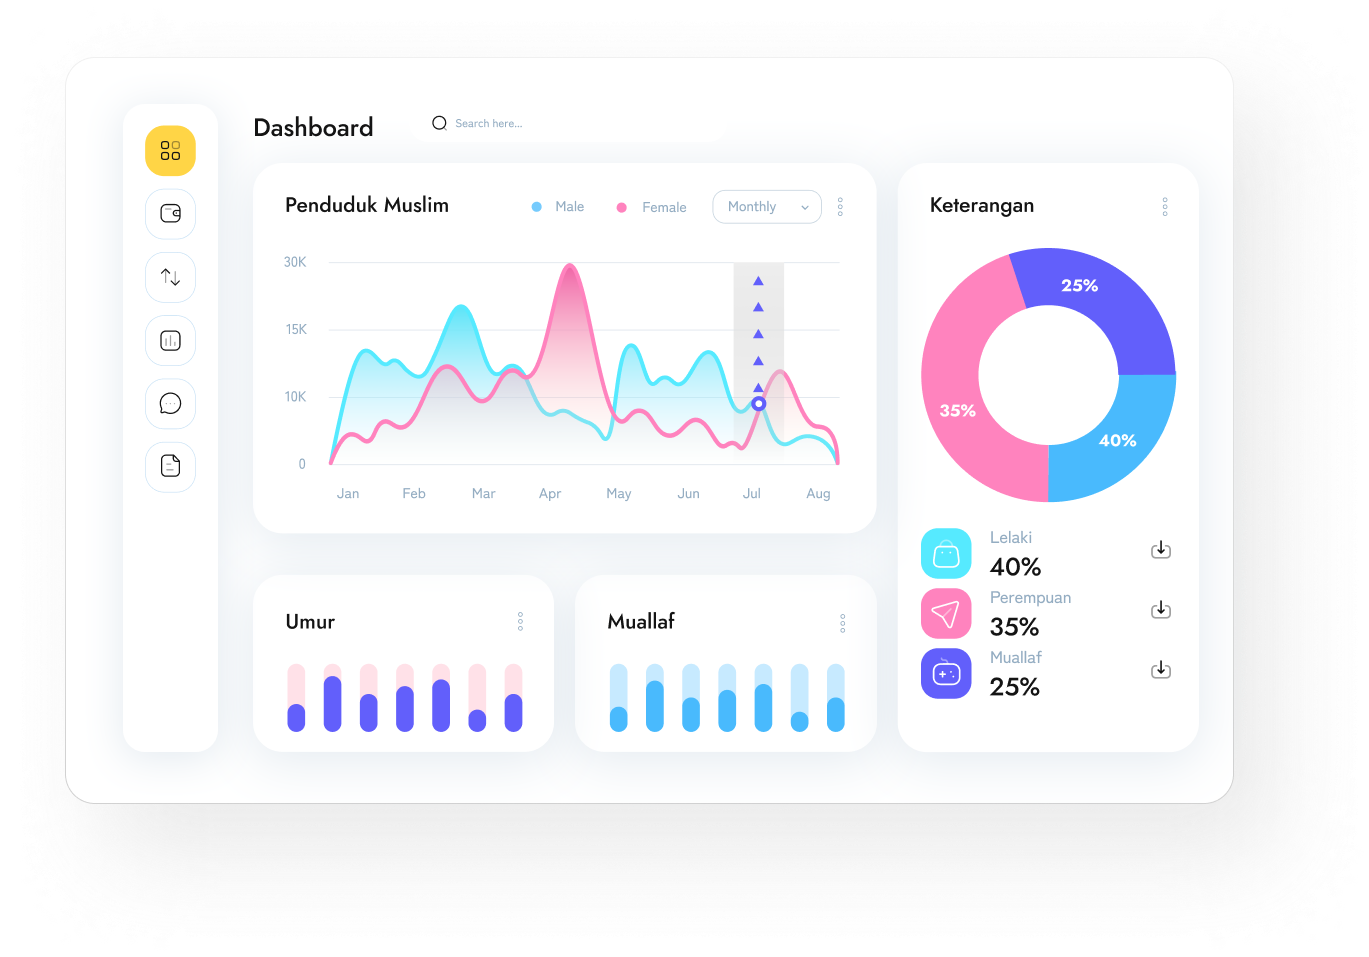 Dashboard
Search here...
Penduduk Muslim
Male
Female
Monthly
30K
15K
10K
0
Jan
Feb
Mar
Apr
May
Jun
Jul
Aug
Keterangan
25%
35%
40%
Lelaki
40%
Perempuan
35%
Muallaf
25%
Umur
Muallaf